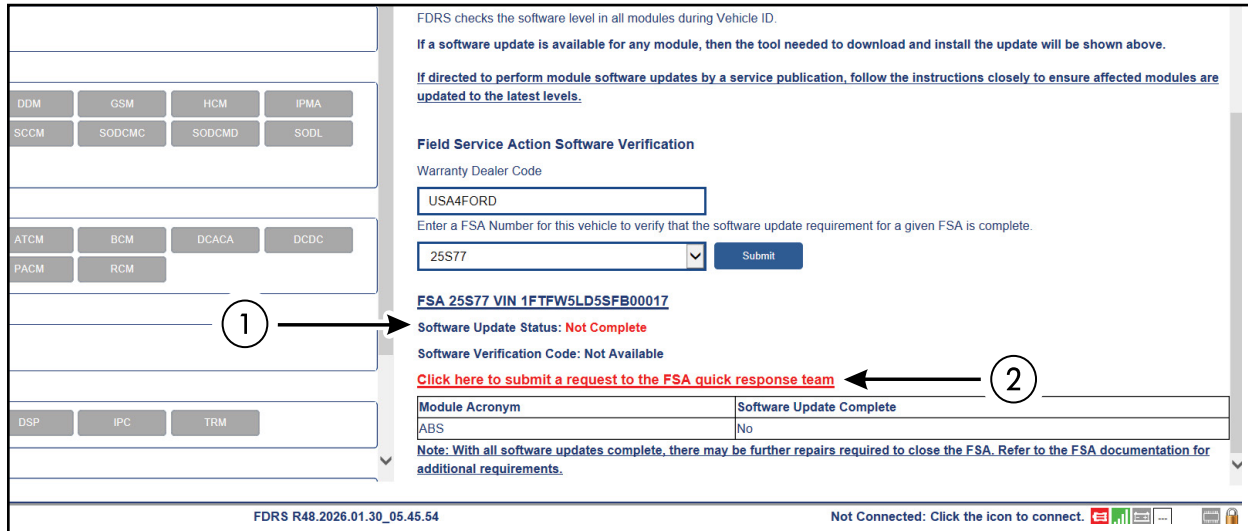 FDRS checks the software level in all modules during Vehicle ID.
If a software update is available for any module, then the tool needed to download and install the update will be shown above.
If directed to perform module software updates by a service publication, follow the instructions closely to ensure affected modules are
updated to the latest levels.
DDM GSM HCM IPMA
SCCM SODCMC SODCMD SODL
Field Service Action Software Verification
Warranty Dealer Code
USA4FORD
Enter a FSA Number for this vehicle to verify that the software update requirement for a given FSA is complete.
ATCM BCM DCACA DCDC
25S77 Submit
PACM RCM
FSA 25S77 VIN 1FTFW5LD5SFB00017
1
Software Update Status: Not Complete
Software Verification Code: Not Available
Click here to submit a request to the FSA quick response team
2
Module Acronym Software Update Complete
ABS No
DSP IPC TRM
Note: With all software updates complete, there may be further repairs required to close the FSA. Refer to the FSA documentation for
additional requirements.
FDRS R48.2026.01.30_05.45.54 Not Connected: Click the icon to connect.